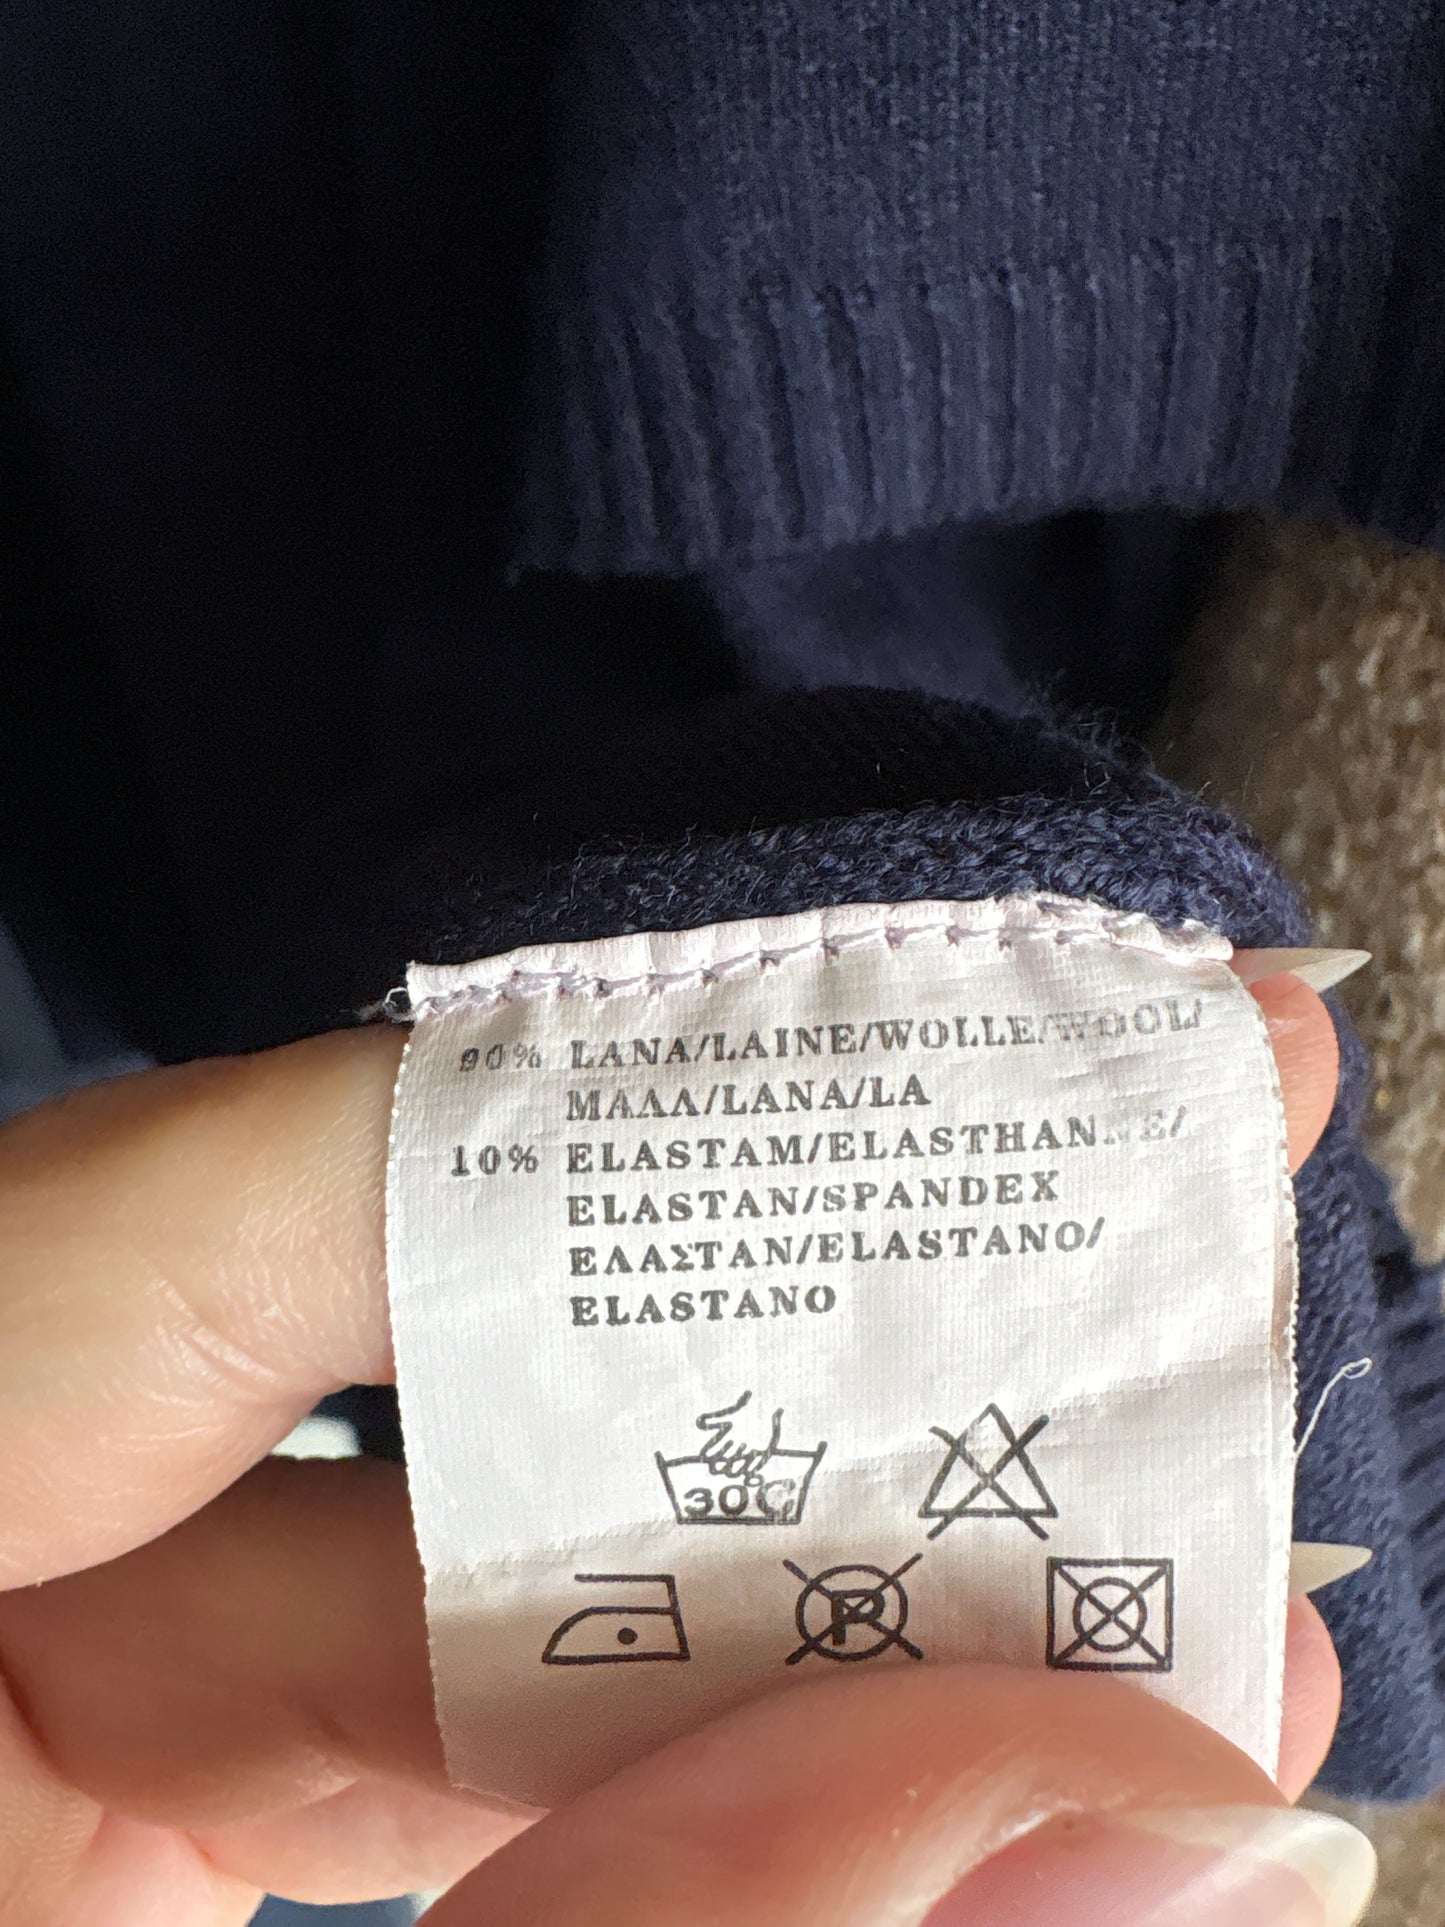 90% LANA/LAINE/WOLLE/WOOL/
ΜΑΛΛ/LANA/LA
10% ELASTAM/ELASTHANNE/
ELASTAN/SPANDEX
ΕΛΑΣΤΑΝ/ELASTANO/
ELASTANO
30C
P